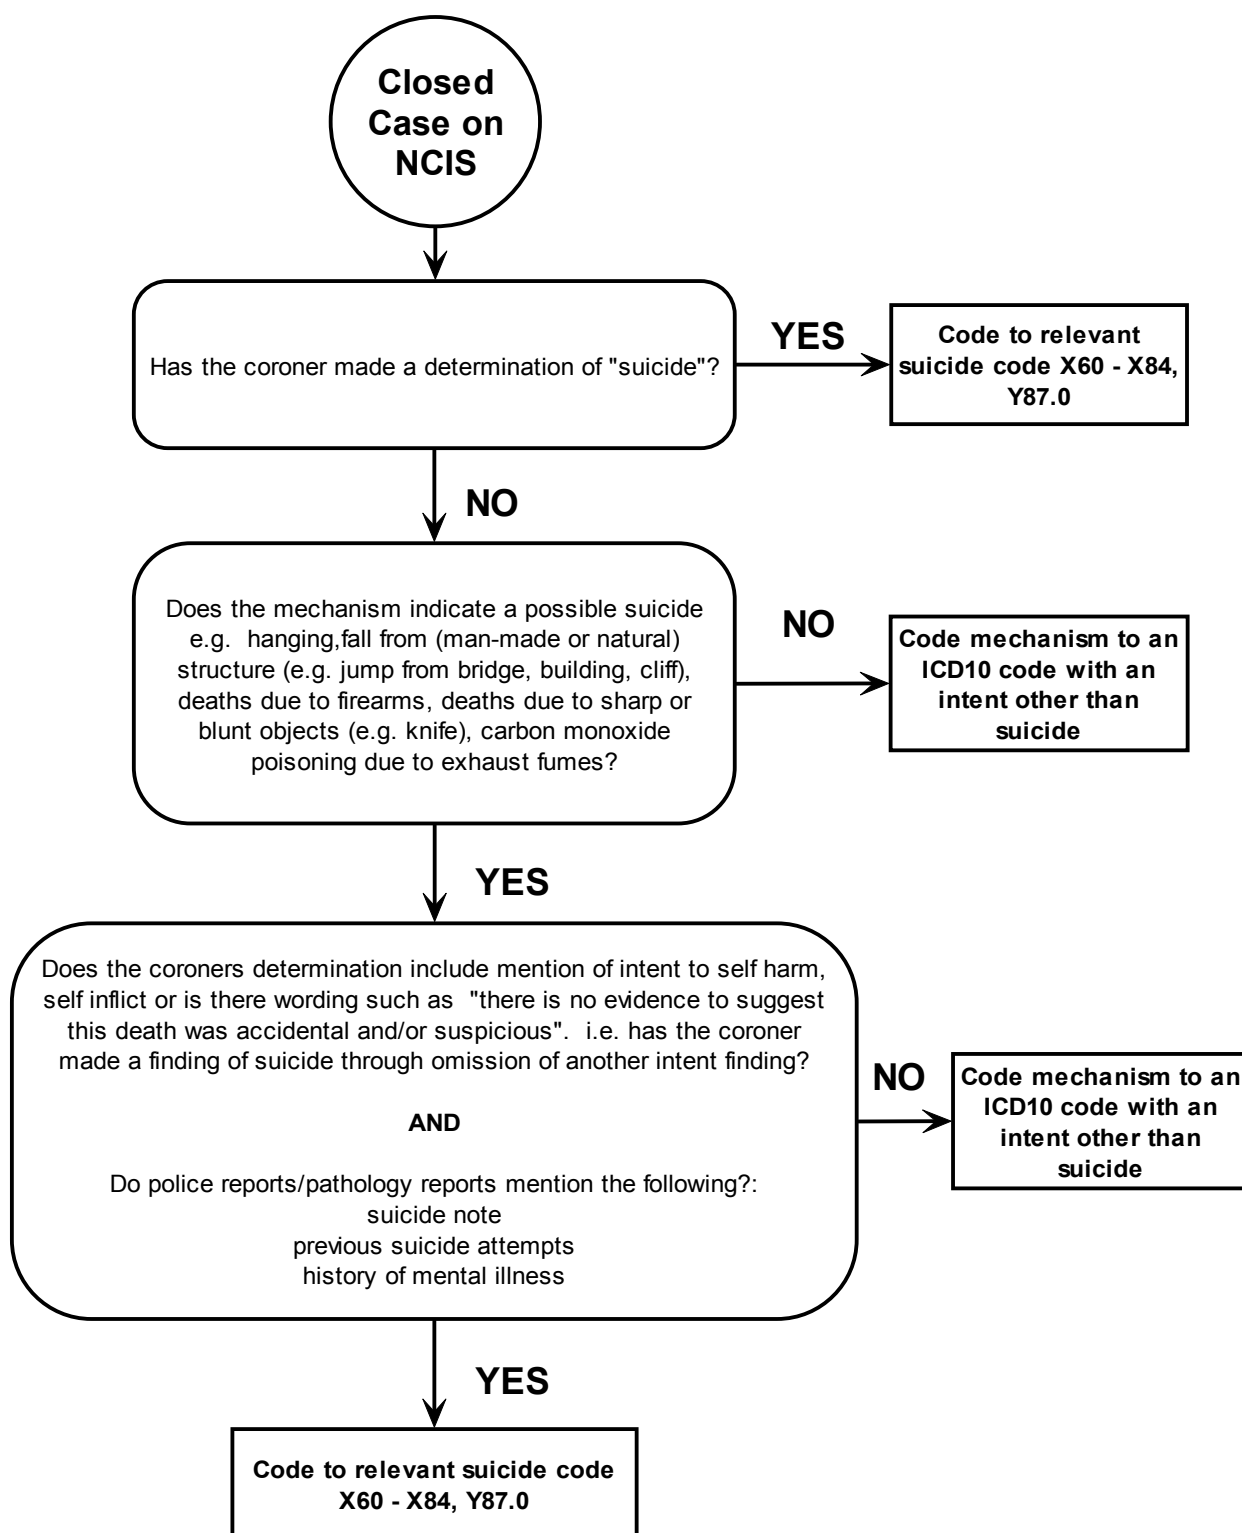 Closed
Case on
NCIS
Has the coroner made a determination of "suicide"?
YES
Code to relevant
suicide code X60 - X84,
Y87.0
NO
Does the mechanism indicate a possible suicide
e.g. hanging,fall from (man-made or natural)
structure (e.g. jump from bridge, building, cliff),
deaths due to firearms, deaths due to sharp or
blunt objects (e.g. knife), carbon monoxide
poisoning due to exhaust fumes?
NO
Code mechanism to an
ICD10 code with an
intent other than
suicide
YES
Does the coroners determination include mention of intent to self harm,
self inflict or is there wording such as "there is no evidence to suggest
this death was accidental and/or suspicious". i.e. has the coroner
made a finding of suicide through omission of another intent finding?
AND
Do police reports/pathology reports mention the following?:
suicide note
previous suicide attempts
history of mental illness
NO
Code mechanism to an
ICD10 code with an
intent other than
suicide
YES
Code to relevant suicide code
X60 - X84, Y87.0